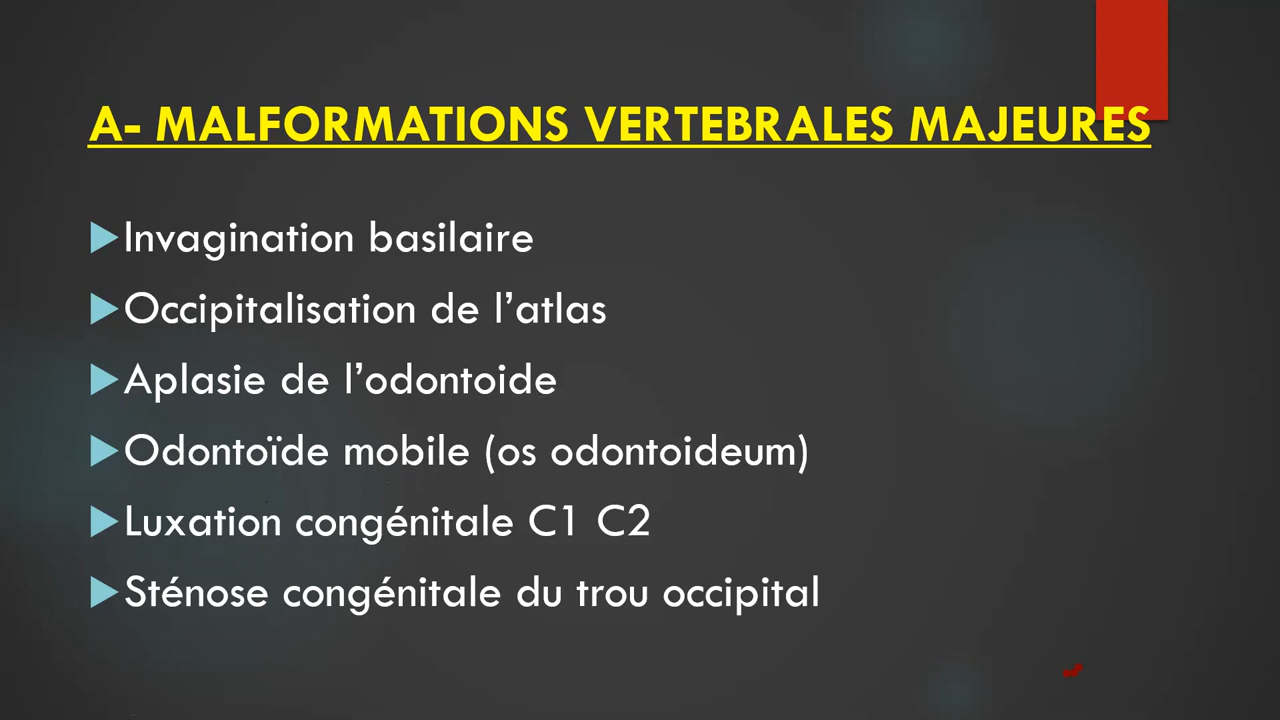 A- MALFORMATIONS VERTEBRALES MAJEURES
Invagination basilaire
Occipitalisation de l’atlas
Aplasie de l’odontoide
Odontoïde mobile (os odontoideum)
Luxation congénitale C1 C2
Sténose congénitale du trou occipital